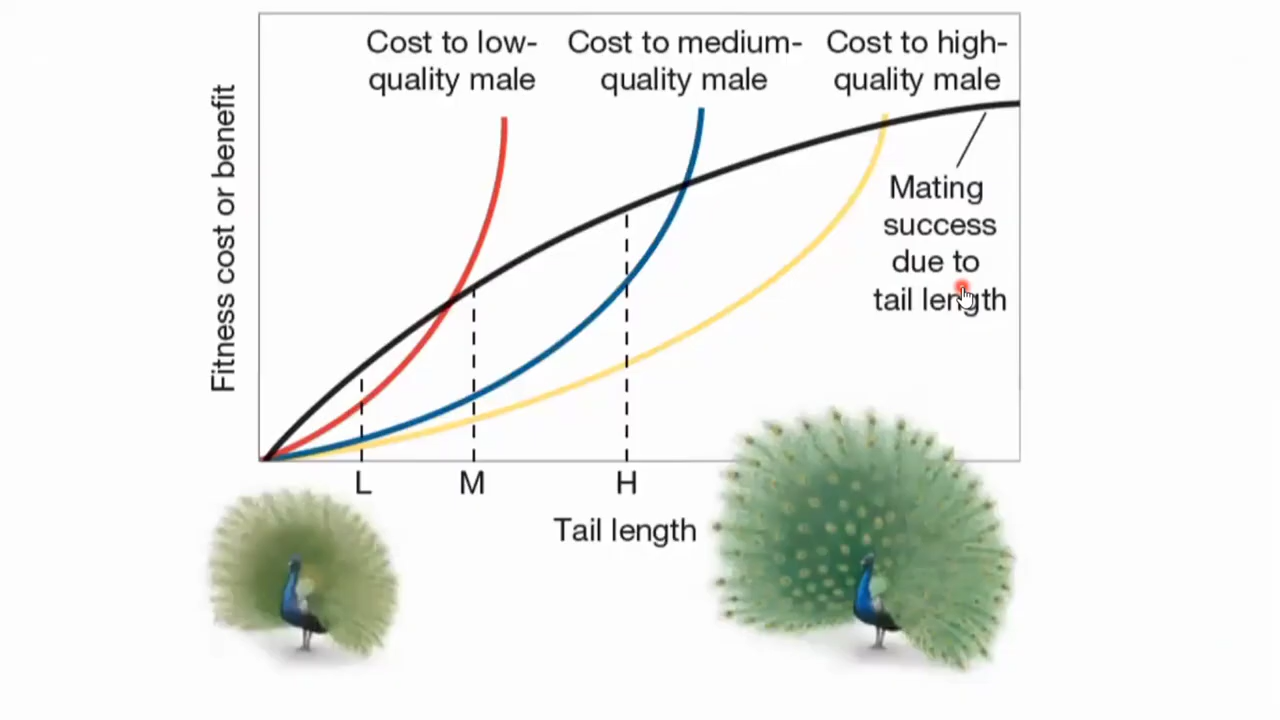 Cost to low-
quality male
Cost to medium-
quality male
Cost to high-
quality male
Fitness cost or benefit
Mating
success
due to
tail length
L
M
H
Tail length